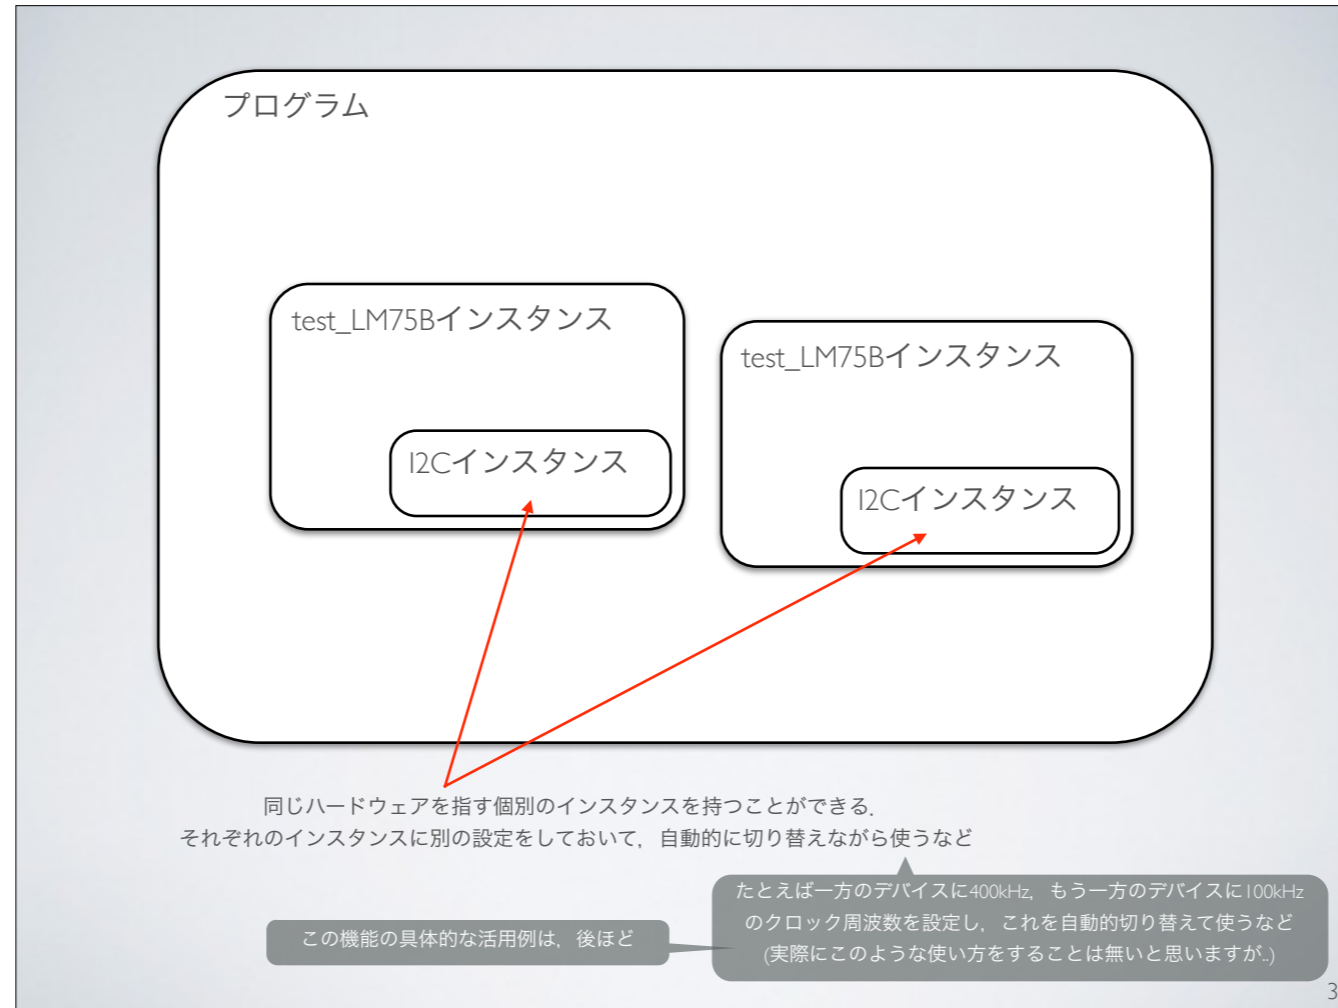 プログラム
test_LM75Bインスタンス
I2Cインスタンス
test_LM75Bインスタンス
I2Cインスタンス
同じハードウェアを指す個別のインスタンスを持つことができる．
それぞれのインスタンスに別の設定をしておいて，自動的に切り替えながら使うなど
たとえば一方のデバイスに400kHz，もう一方のデバイスに100kHz
のクロック周波数を設定し，これを自動的切り替えて使うなど
(実際にこのような使い方をすることは無いと思いますが..)
この機能の具体的な活用例は，後ほど
3